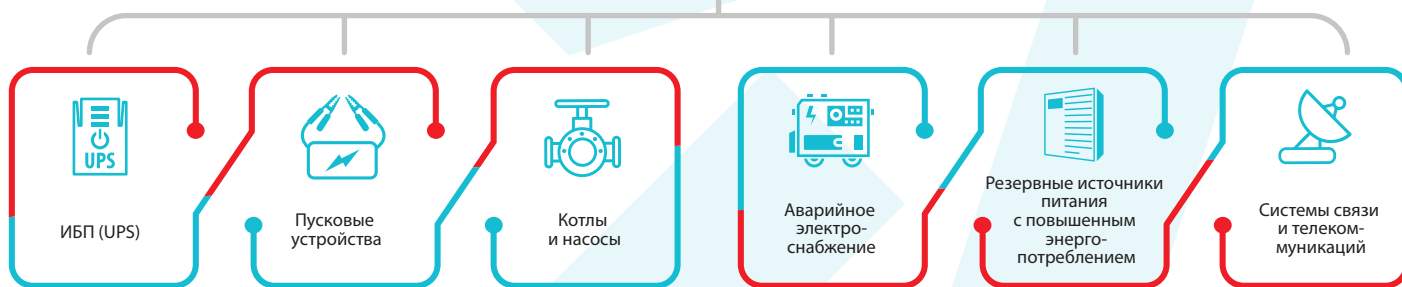 UPS
ИБП (UPS)
Пусковые
устройства
Котлы
и насосы
Аварийное
электро-
снабжение
Резервные источники
питания
с повышенным
энерго-
потреблением
Системы связи
и телеком-
муникаций